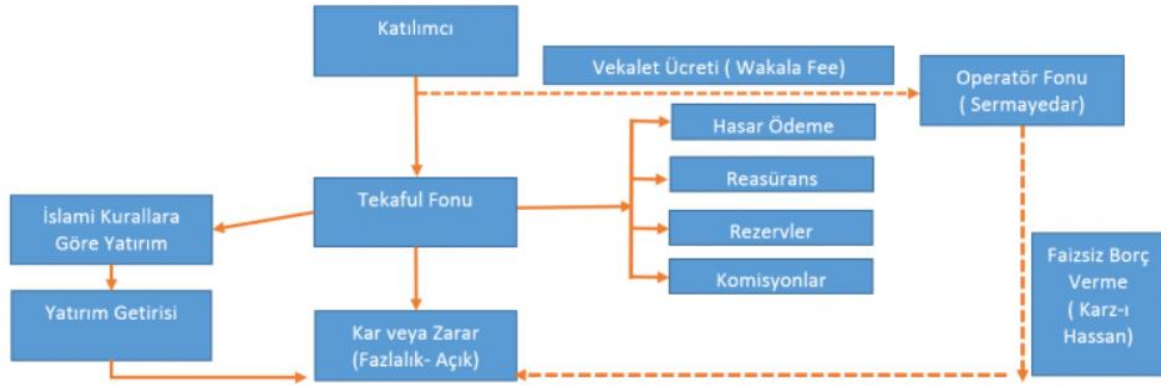 Katılımcı
Vekalet Ücreti ( Wakala Fee)
Operatör Fonu
( Sermayedar)
Hasar Ödeme
Reasürans
Tekaful Fonu
İslami Kurallara
Göre Yatırım
Rezervler
Komisyonlar
Faizsiz Borç
Verme
( Karz-ı
Hassan)
Yatırım Getirisi
Kar veya Zarar
(Fazlalık- Açık)